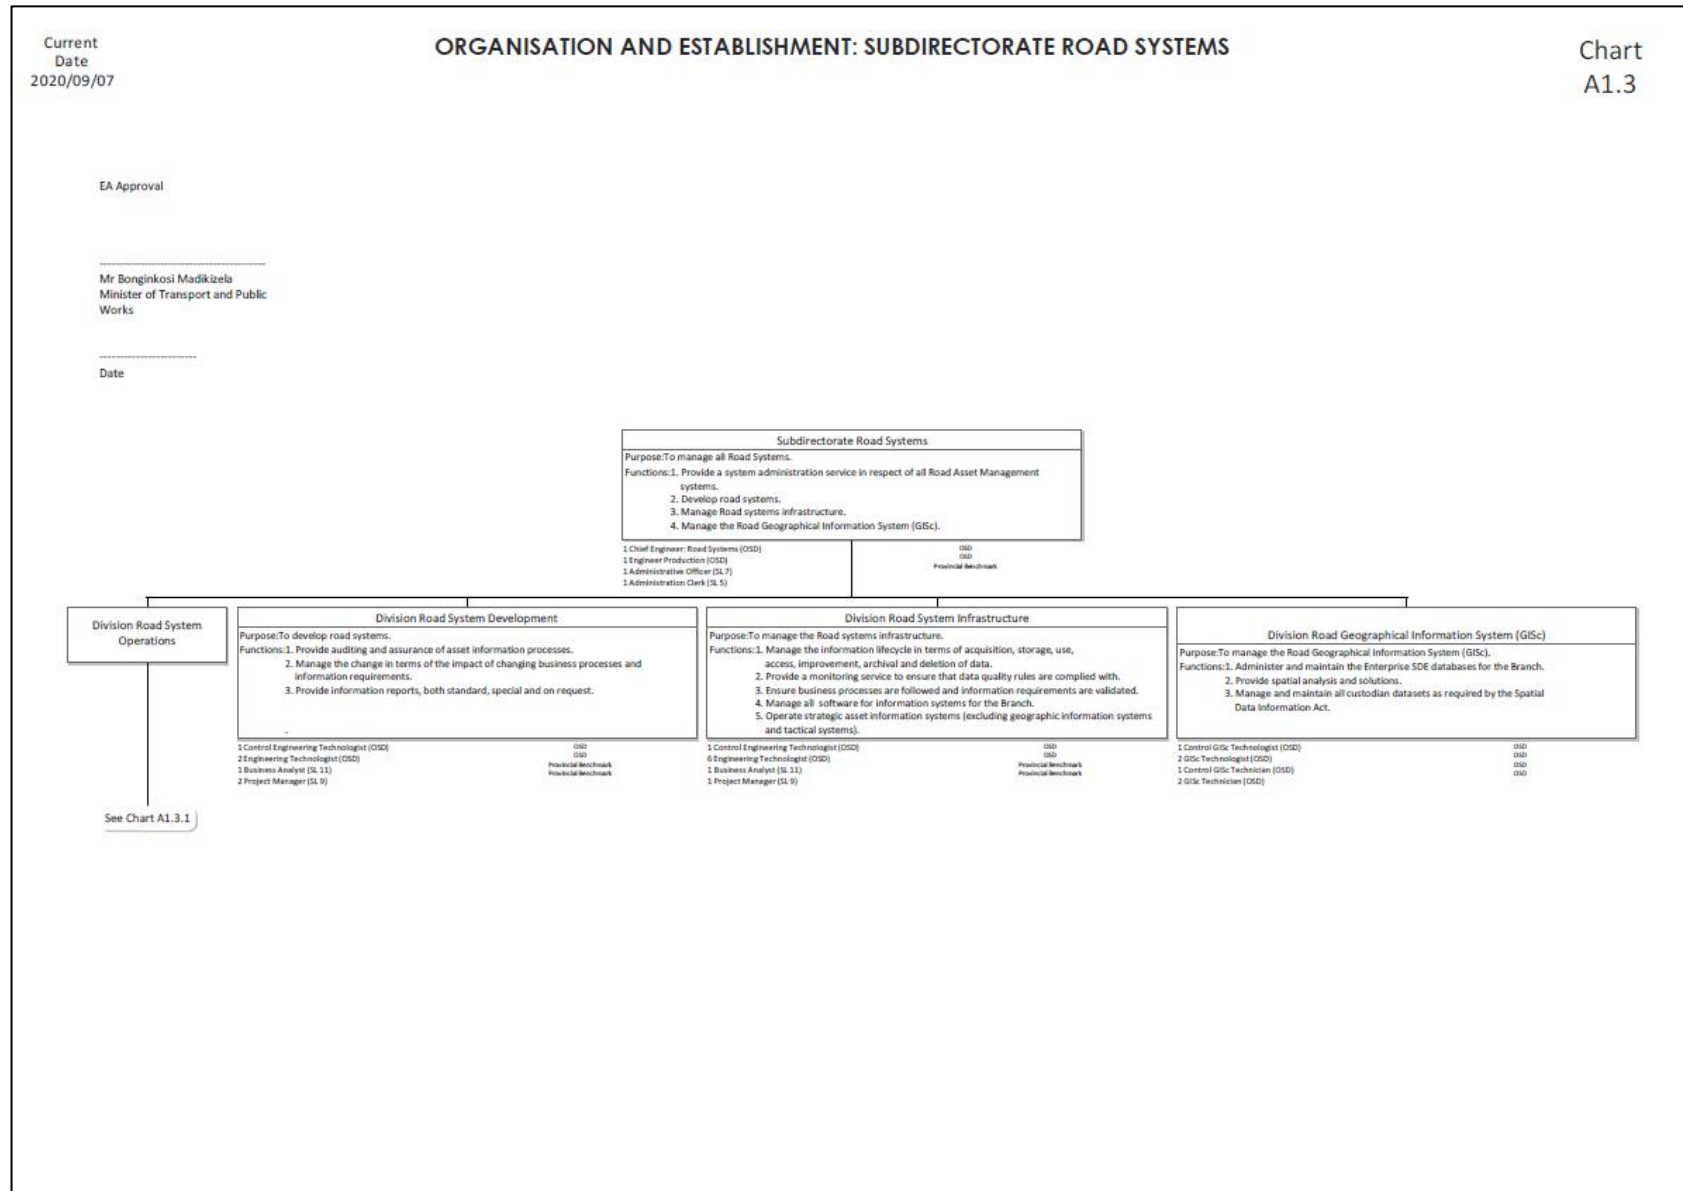 Current
Date
2020/09/07
ORGANISATION AND ESTABLISHMENT: SUBDIRECTORATE ROAD SYSTEMS
Chart
A1.3
EA Approval
----------------------------------------
Mr Bonginkosi Madikizela
Minister of Transport and Public
Works
------------------------
Date
Subdirectorate Road Systems
Purpose:To manage all Road Systems.
Functions:1. Provide a system administration service in respect of all Road Asset Management
systems.
2. Develop road systems.
3. Manage Road systems infrastructure.
4. Manage the Road Geographical Information System (GISc).
1 Chief Engineer: Road Systems (OSD)
1 Engineer Production (OSD)
1 Administrative Officer (SL 7)
1 Administration Clerk (SL 5)
OSD
OSD
Provincial Benchmark
Division Road System
Operations
See Chart A1.3.1
Division Road System Development
Purpose:To develop road systems.
Functions:1. Provide auditing and assurance of asset information processes.
2. Manage the change in terms of the impact of changing business processes and
information requirements.
3. Provide information reports, both standard, special and on request.
.
1 Control Engineering Technologist (OSD)
2 Engineering Technologist (OSD)
1 Business Analyst (SL 11)
2 Project Manager (SL 9)
OSD
OSD
Provincial Benchmark
Provincial Benchmark
Division Road System Infrastructure
Purpose:To manage the Road systems infrastructure.
Functions:1. Manage the information lifecycle in terms of acquisition, storage, use,
access, improvement, archival and deletion of data.
2. Provide a monitoring service to ensure that data quality rules are complied with.
3. Ensure business processes are followed and information requirements are validated.
4. Manage all software for information systems for the Branch.
5. Operate strategic asset information systems (excluding geographic information systems
and tactical systems).
1 Control Engineering Technologist (OSD)
6 Engineering Technologist (OSD)
1 Business Analyst (SL 11)
1 Project Manager (SL 9)
OSD
OSD
Provincial Benchmark
Provincial Benchmark
Division Road Geographical Information System (GISc)
Purpose:To manage the Road Geographical Information System (GISc).
Functions:1. Administer and maintain the Enterprise SDE databases for the Branch.
2. Provide spatial analysis and solutions.
3. Manage and maintain all custodian datasets as required by the Spatial
Data Information Act.
1 Control GISc Technologist (OSD)
2 GISc Technologist (OSD)
1 Control GISc Technician (OSD)
2 GISc Technician (OSD)
OSD
OSD
OSD
OSD